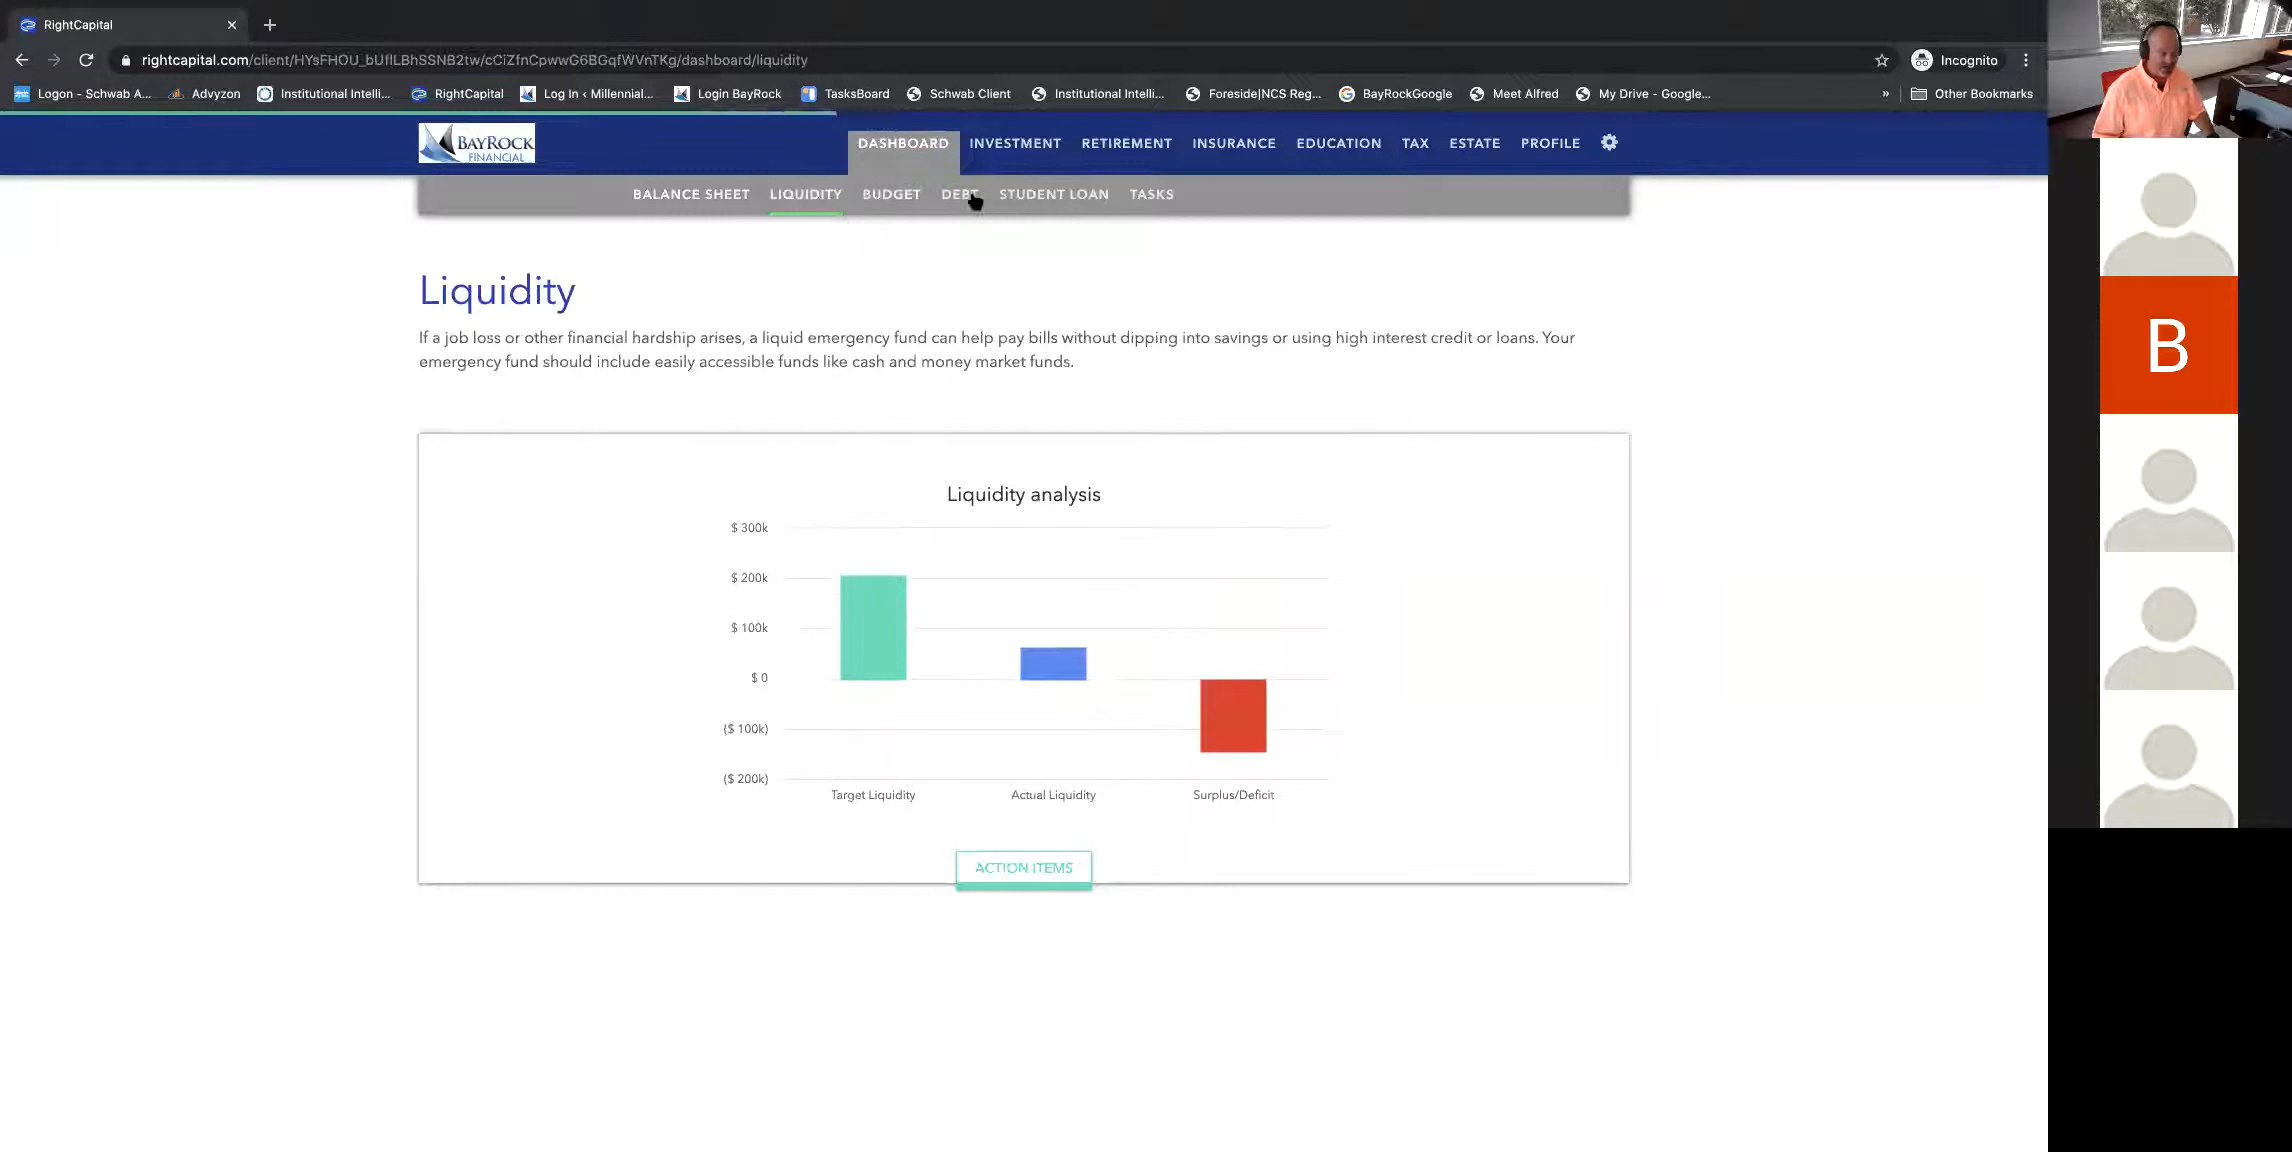 RightCapital
rightcapital.com/client/HYsFHOU_bUflLBhSSNB2tw/cCiZfnCpwwG6BGqfWVnTKg/dashboard/liquidity
Incognito
Logon - Schwab A... Advyzon Institutional Intelli... RightCapital Log In ‹ Millennial... Login BayRock TasksBoard Schwab Client Institutional Intelli... Foreside|NCS Reg... BayRockGoogle Meet Alfred My Drive - Google... » Other Bookmarks
BAYROCK
FINANCIAL
DASHBOARD INVESTMENT RETIREMENT INSURANCE EDUCATION TAX ESTATE PROFILE
BALANCE SHEET LIQUIDITY BUDGET DEBT STUDENT LOAN TASKS
B
Liquidity
If a job loss or other financial hardship arises, a liquid emergency fund can help pay bills without dipping into savings or using high interest credit or loans. Your
emergency fund should include easily accessible funds like cash and money market funds.
Liquidity analysis
$ 300k
$ 200k
$ 100k
$ 0
($ 100k)
($ 200k)
Target Liquidity Actual Liquidity Surplus/Deficit
ACTION ITEMS